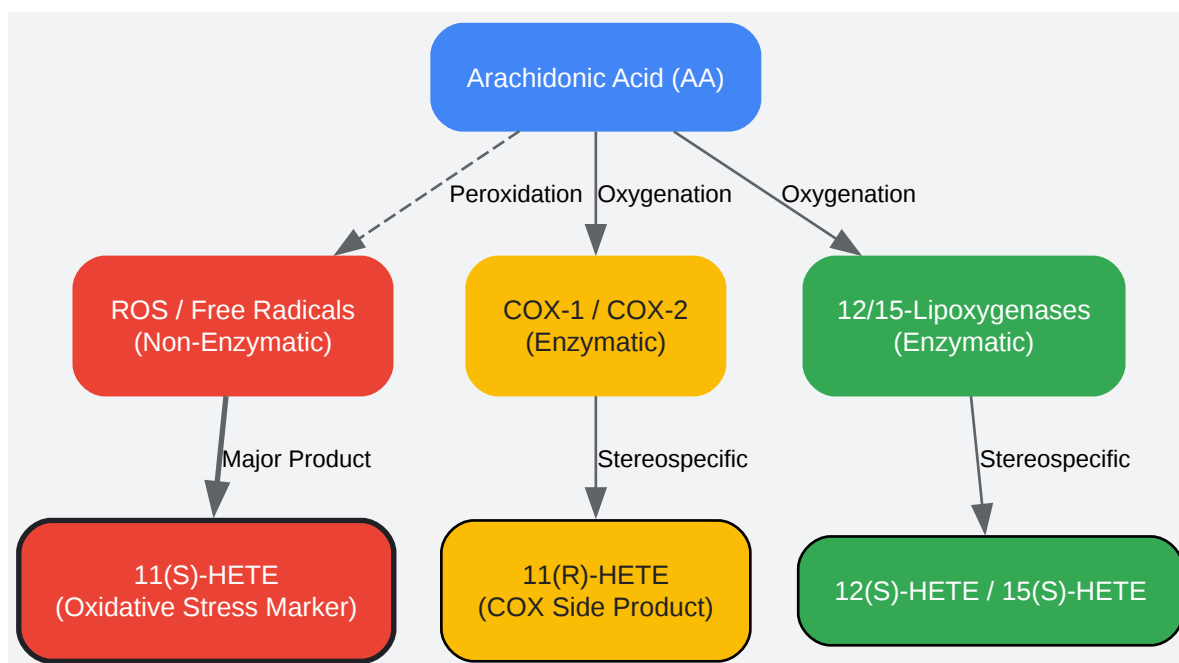 Arachidonic Acid (AA)
Peroxidation
Oxygenation
Oxygenation
ROS / Free Radicals
(Non-Enzymatic)
COX-1 / COX-2
(Enzymatic)
12/15-Lipoxygenases
(Enzymatic)
Major Product
Stereospecific
Stereospecific
11(S)-HETE
(Oxidative Stress Marker)
11(R)-HETE
(COX Side Product)
12(S)-HETE / 15(S)-HETE